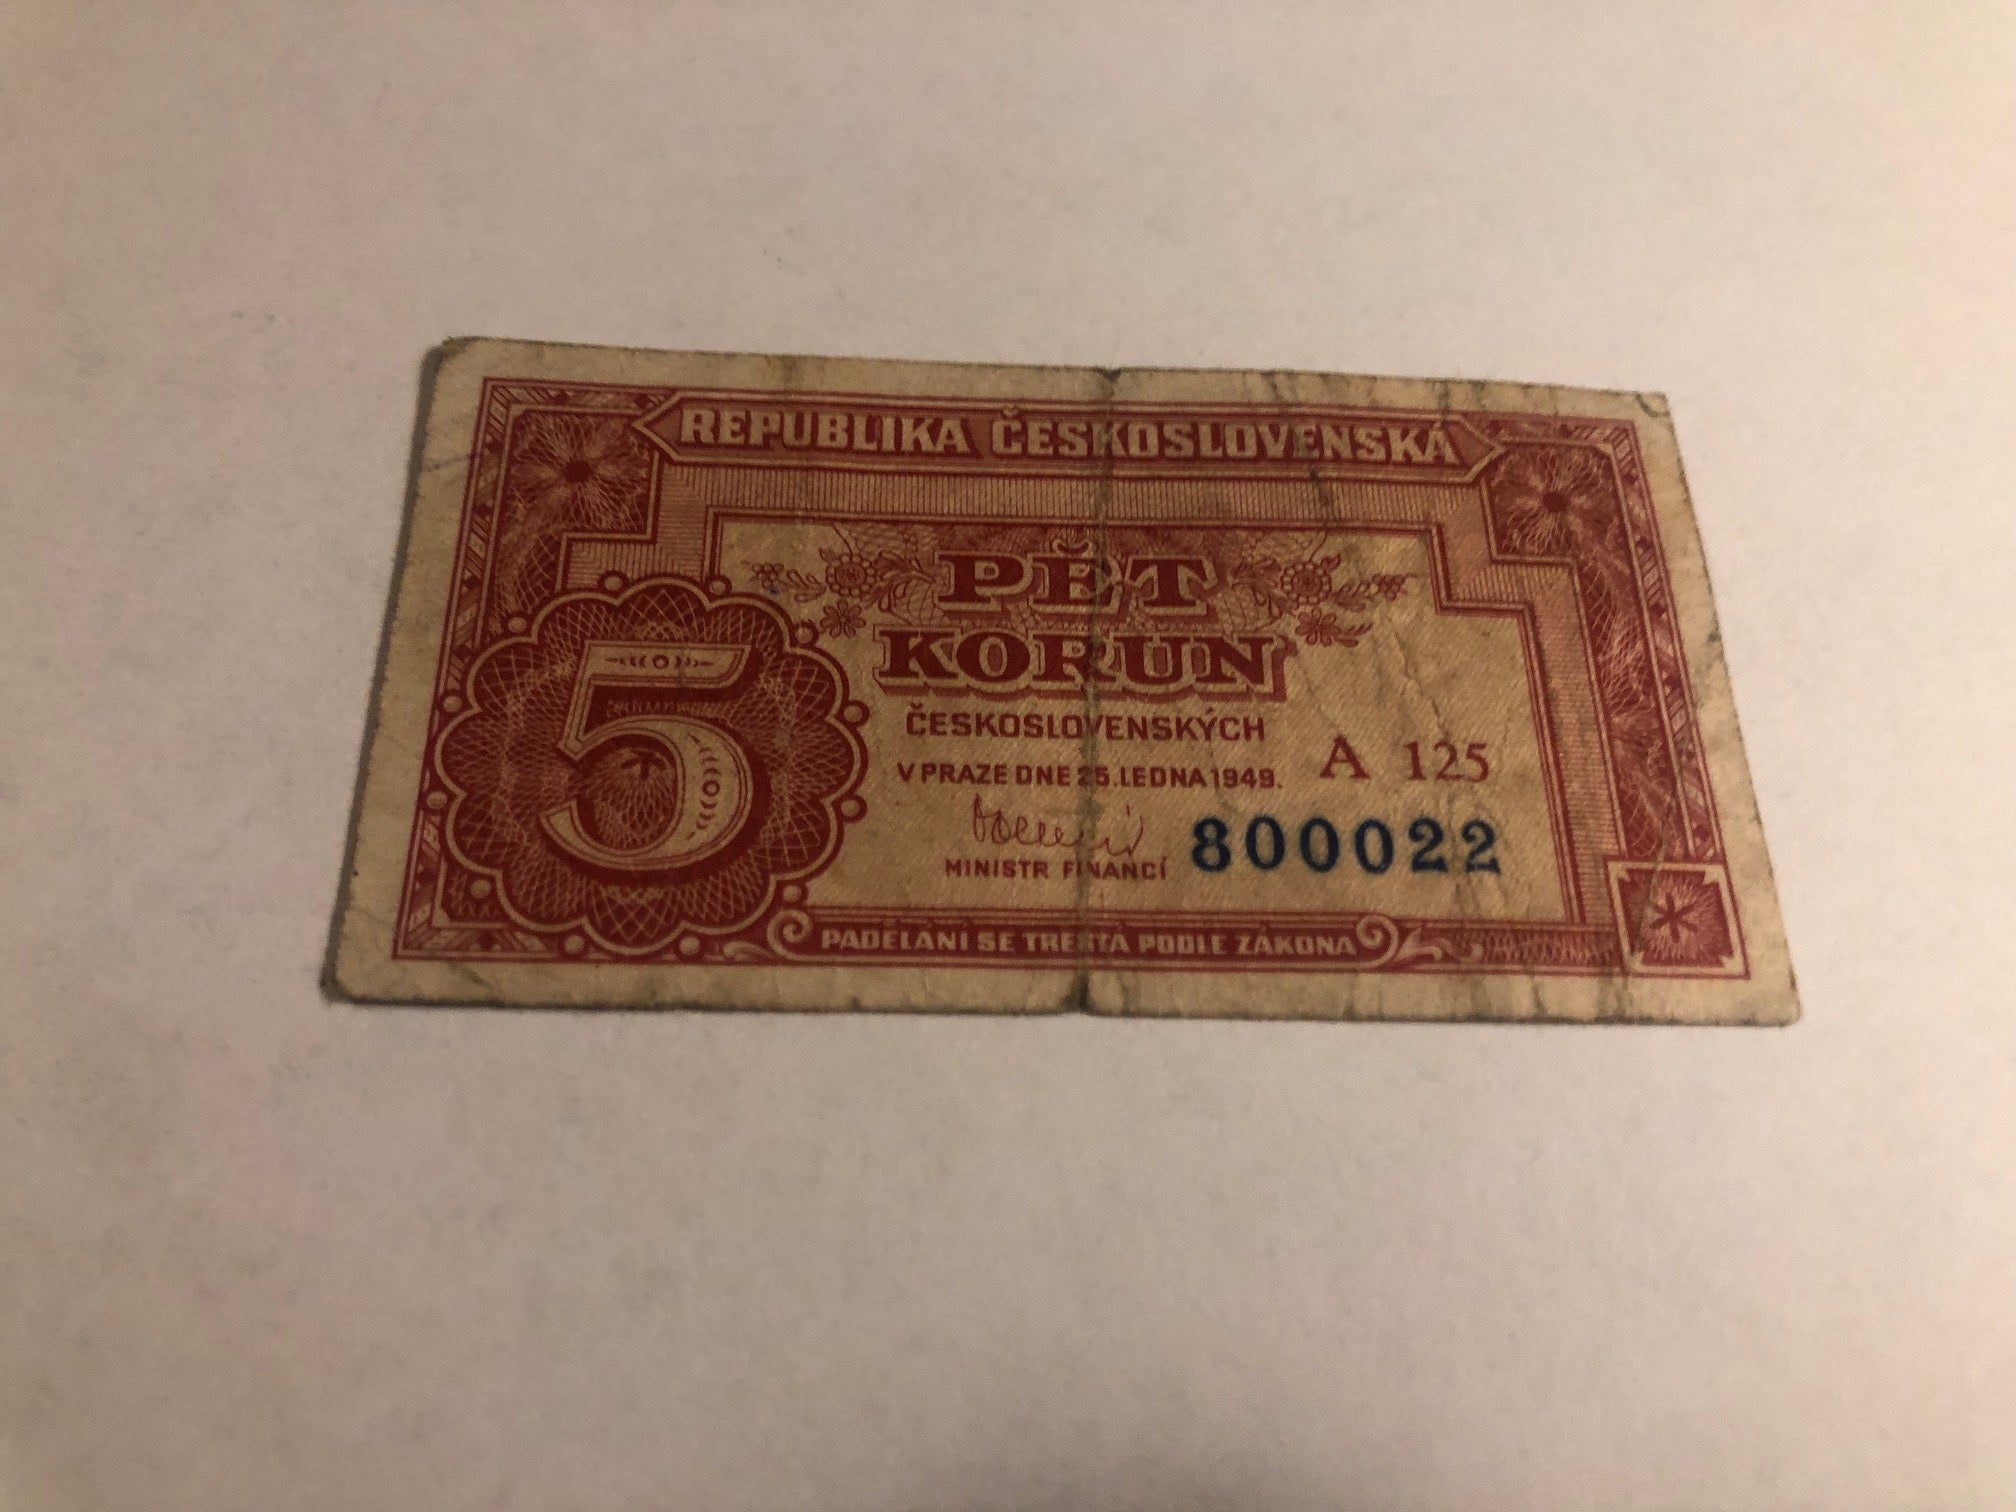 REPUBLIKA ČESKOSLOVENSKÁ
PĚT
KORUN
5
ČESKOSLOVENSKÝCH
V PRAZE DNE 25. LEDNA 1949.
A 125
800022
MINISTR FINANCÍ
PADĚLÁNÍ SE TRESTÁ PODLE ZÁKONA